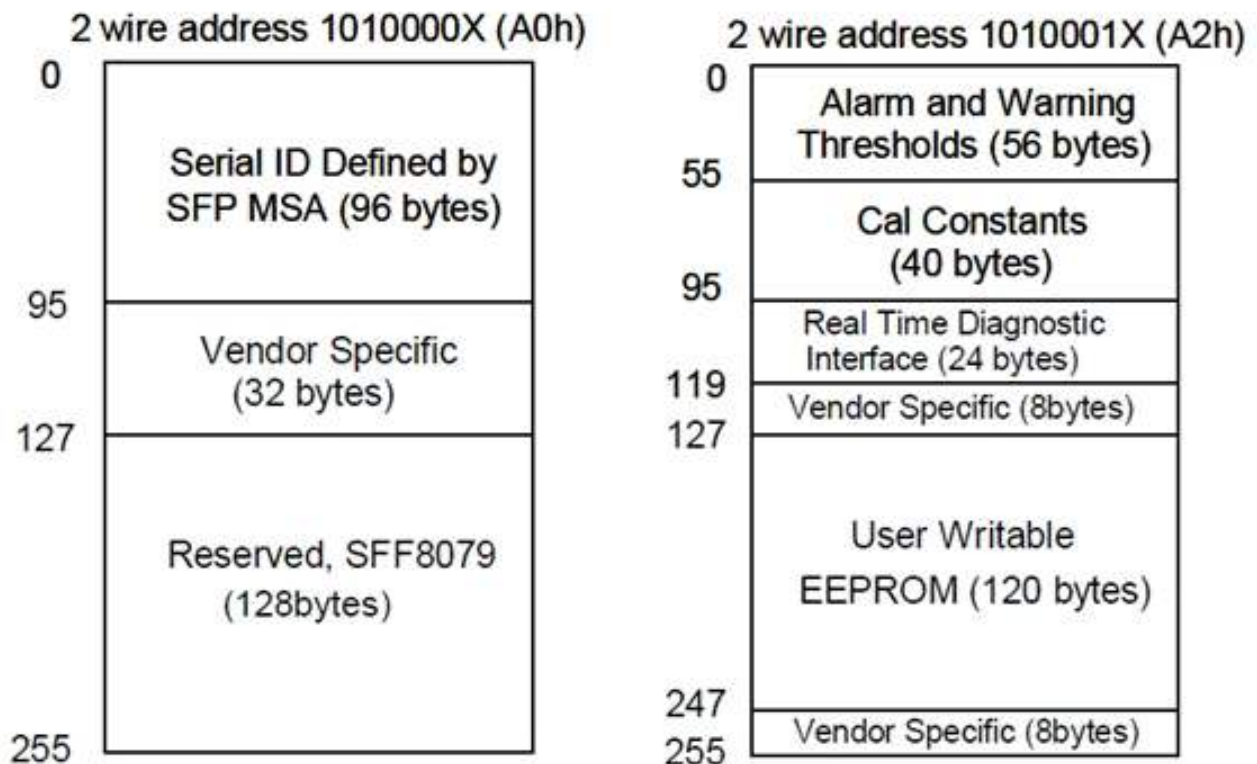 2 wire address 1010000X (A0h)
0
Serial ID Defined by
SFP MSA (96 bytes)
95
Vendor Specific
(32 bytes)
127
Reserved, SFF8079
(128bytes)
255
2 wire address 1010001X (A2h)
0
Alarm and Warning
Thresholds (56 bytes)
55
Cal Constants
(40 bytes)
95
Real Time Diagnostic
Interface (24 bytes)
119
Vendor Specific (8bytes)
127
User Writable
EEPROM (120 bytes)
247
Vendor Specific (8bytes)
255